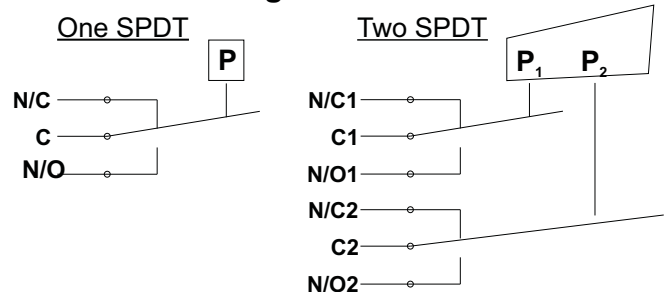 One SPDT
P
N/C
C
N/O
Two SPDT
P1 P2
N/C1
C1
N/O1
N/C2
C2
N/O2